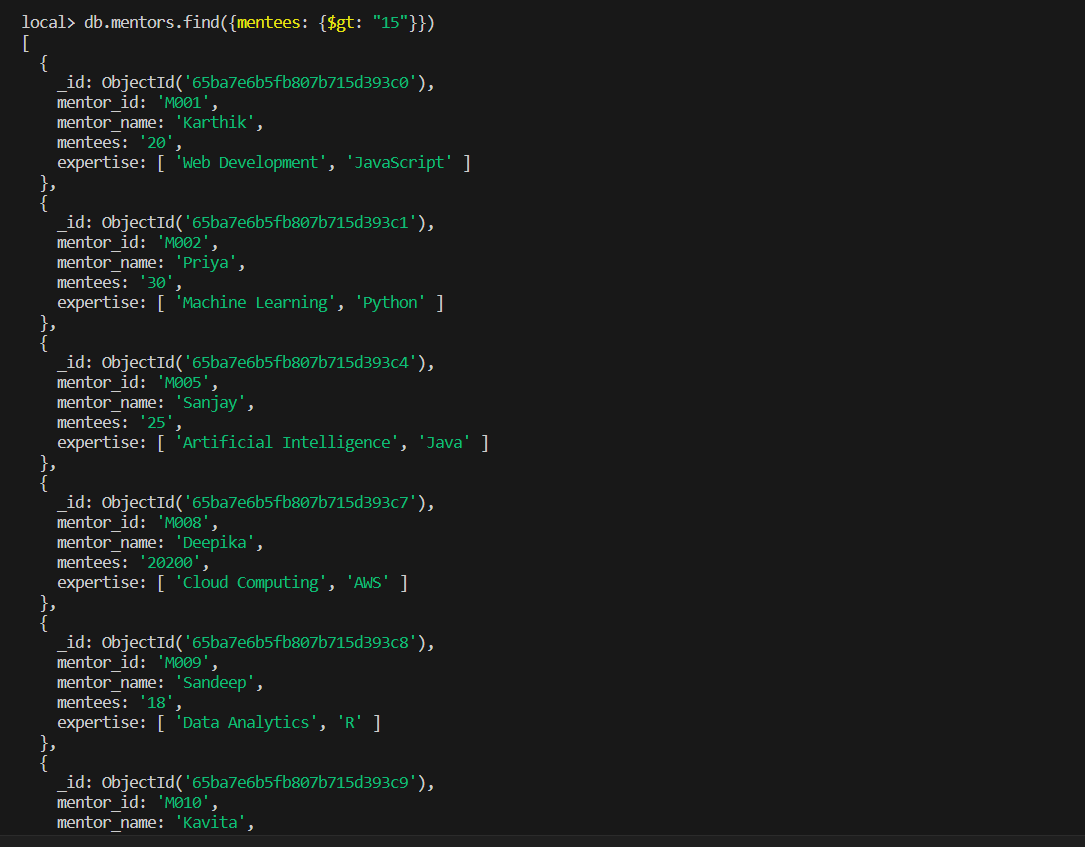 local> db.mentors.find({mentees: {$gt: "15"}})
[
  {
    _id: ObjectId('65ba7e6b5fb807b715d393c0'),
    mentor_id: 'M001',
    mentor_name: 'Karthik',
    mentees: '20',
    expertise: [ 'Web Development', 'JavaScript' ]
  },
  {
    _id: ObjectId('65ba7e6b5fb807b715d393c1'),
    mentor_id: 'M002',
    mentor_name: 'Priya',
    mentees: '30',
    expertise: [ 'Machine Learning', 'Python' ]
  },
  {
    _id: ObjectId('65ba7e6b5fb807b715d393c4'),
    mentor_id: 'M005',
    mentor_name: 'Sanjay',
    mentees: '25',
    expertise: [ 'Artificial Intelligence', 'Java' ]
  },
  {
    _id: ObjectId('65ba7e6b5fb807b715d393c7'),
    mentor_id: 'M008',
    mentor_name: 'Deepika',
    mentees: '20200',
    expertise: [ 'Cloud Computing', 'AWS' ]
  },
  {
    _id: ObjectId('65ba7e6b5fb807b715d393c8'),
    mentor_id: 'M009',
    mentor_name: 'Sandeep',
    mentees: '18',
    expertise: [ 'Data Analytics', 'R' ]
  },
  {
    _id: ObjectId('65ba7e6b5fb807b715d393c9'),
    mentor_id: 'M010',
    mentor_name: 'Kavita',